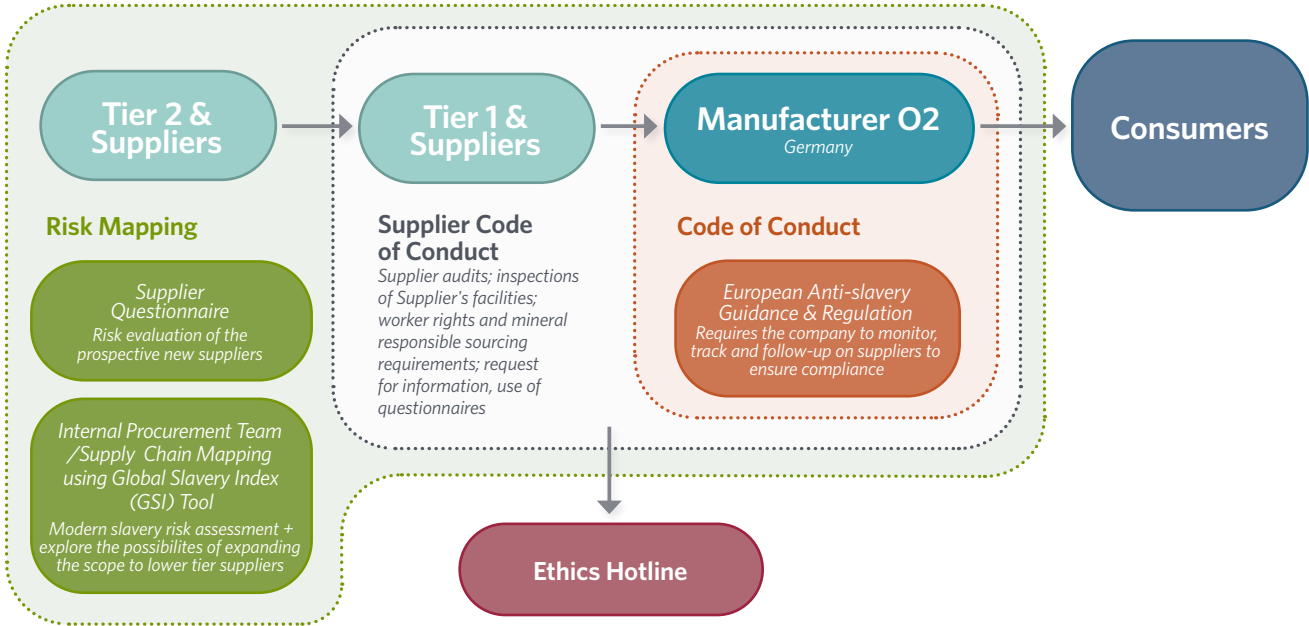 Tier 2 &
Suppliers
Tier 1 &
Suppliers
Manufacturer O2
Germany
Consumers
Risk Mapping
Supplier
Questionnaire
Risk evaluation of the
prospective new suppliers
Internal Procurement Team
/Supply Chain Mapping
using Global Slavery Index
(GSI) Tool
Modern slavery risk assessment +
explore the possibilites of expanding
the scope to lower tier suppliers
Supplier Code
of Conduct
Supplier audits; inspections
of Supplier's facilities;
worker rights and mineral
responsible sourcing
requirements; request
for information, use of
questionnaires
Code of Conduct
European Anti-slavery
Guidance & Regulation
Requires the company to monitor,
track and follow-up on suppliers to
ensure compliance
Ethics Hotline